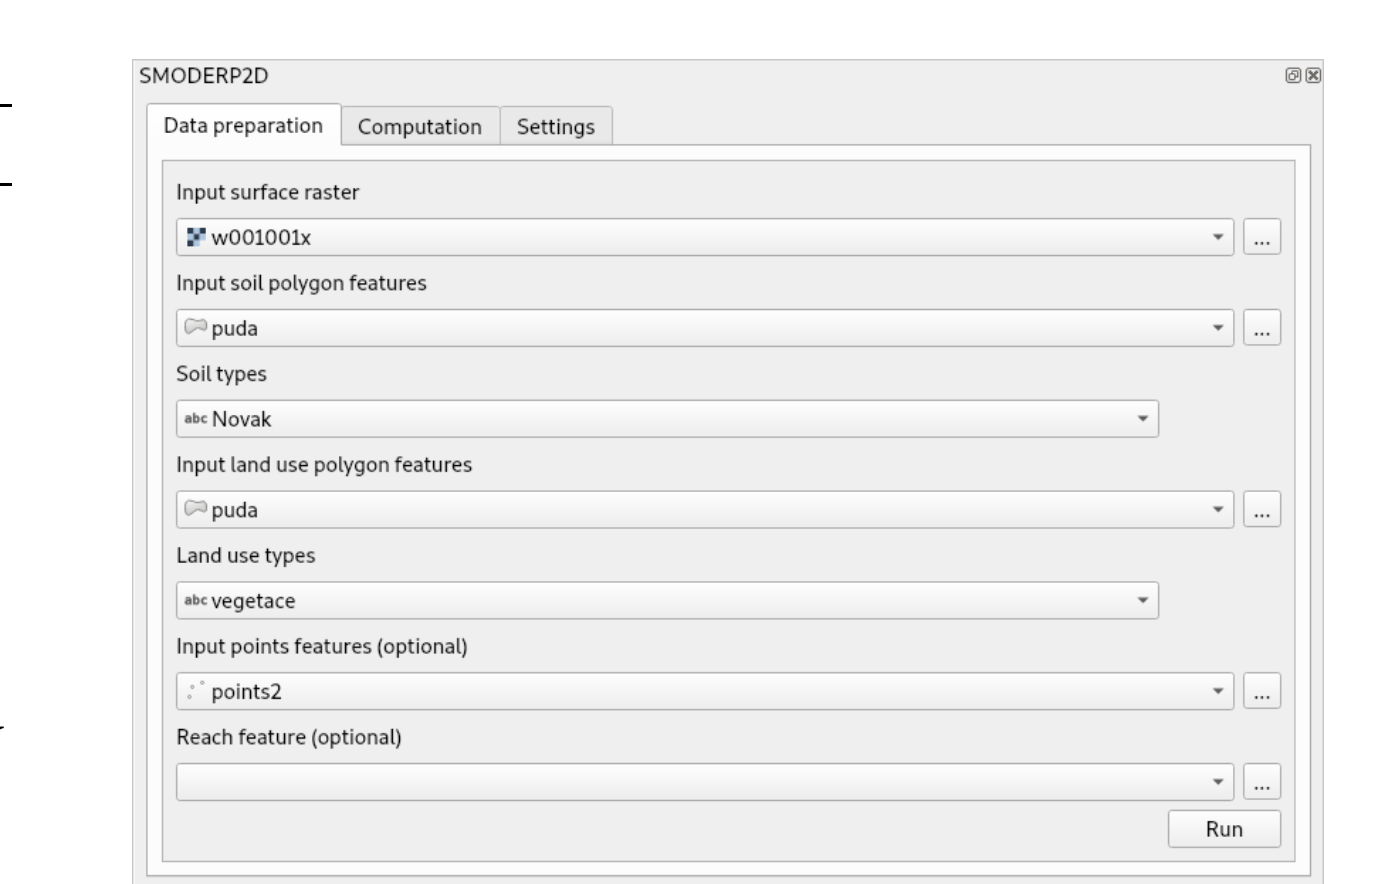 SMODERP2D
Data preparation Computation Settings
Input surface raster
w001001x ...
Input soil polygon features
puda ...
Soil types
abc Novak
Input land use polygon features
puda ...
Land use types
abc vegetace
Input points features (optional)
points2 ...
Reach feature (optional)
...
Run